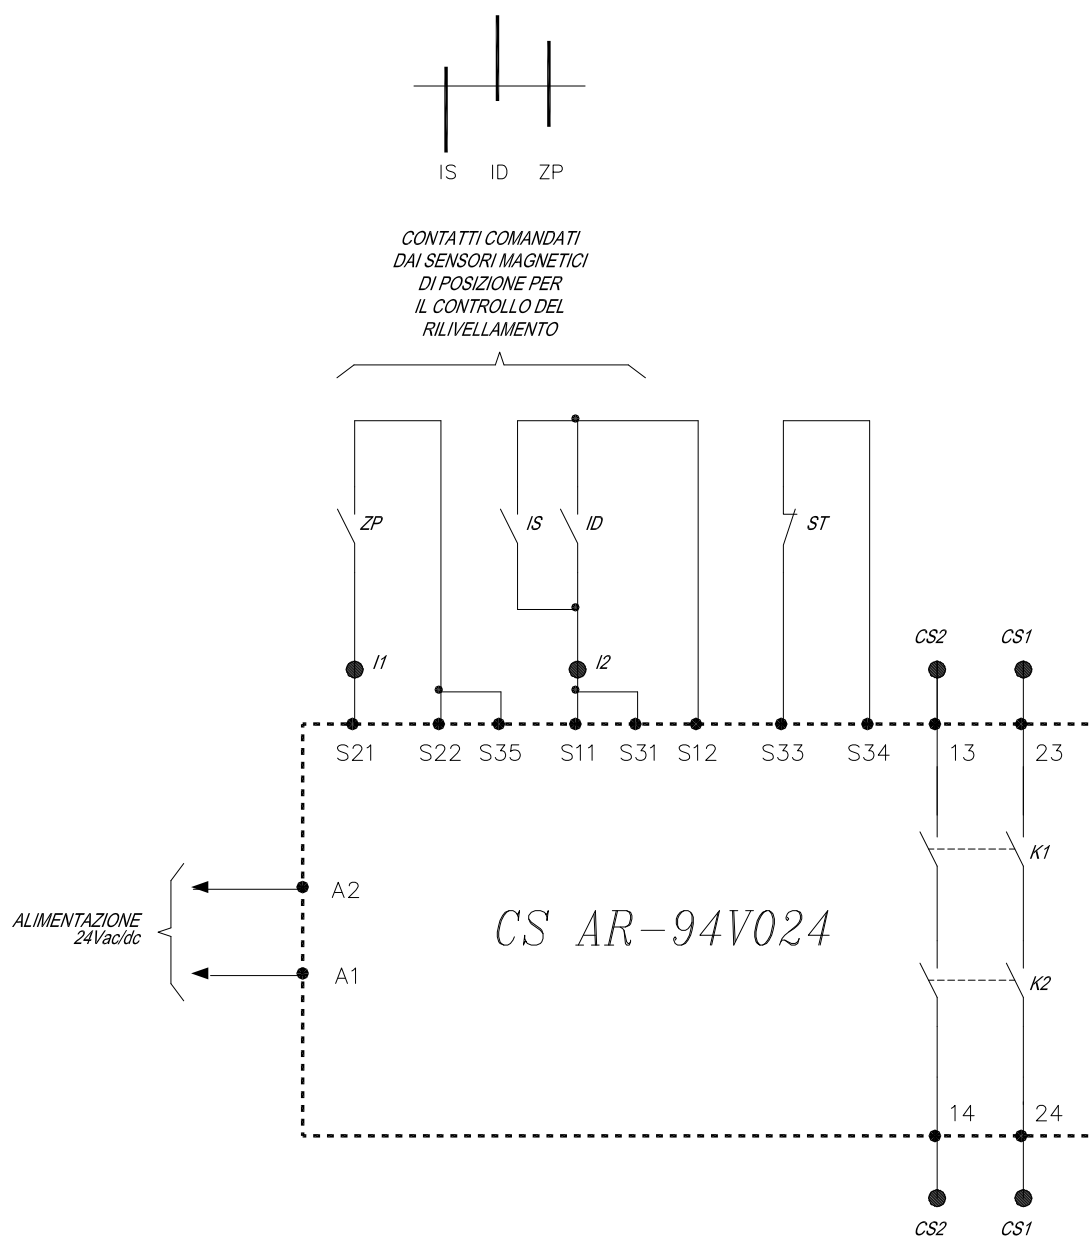 IS ID ZP
CONTATTI COMANDATI
DAI SENSORI MAGNETICI
DI POSIZIONE PER
IL CONTROLLO DEL
RILIVELLAMENTO
ZP IS ID ST
CS2 CS1
I1 I2
S21 S22 S35 S11 S31 S12 S33 S34 13 23
K1
A2
ALIMENTAZIONE
24Vac/dc
CS AR-94V024
A1
K2
14 24
CS2 CS1